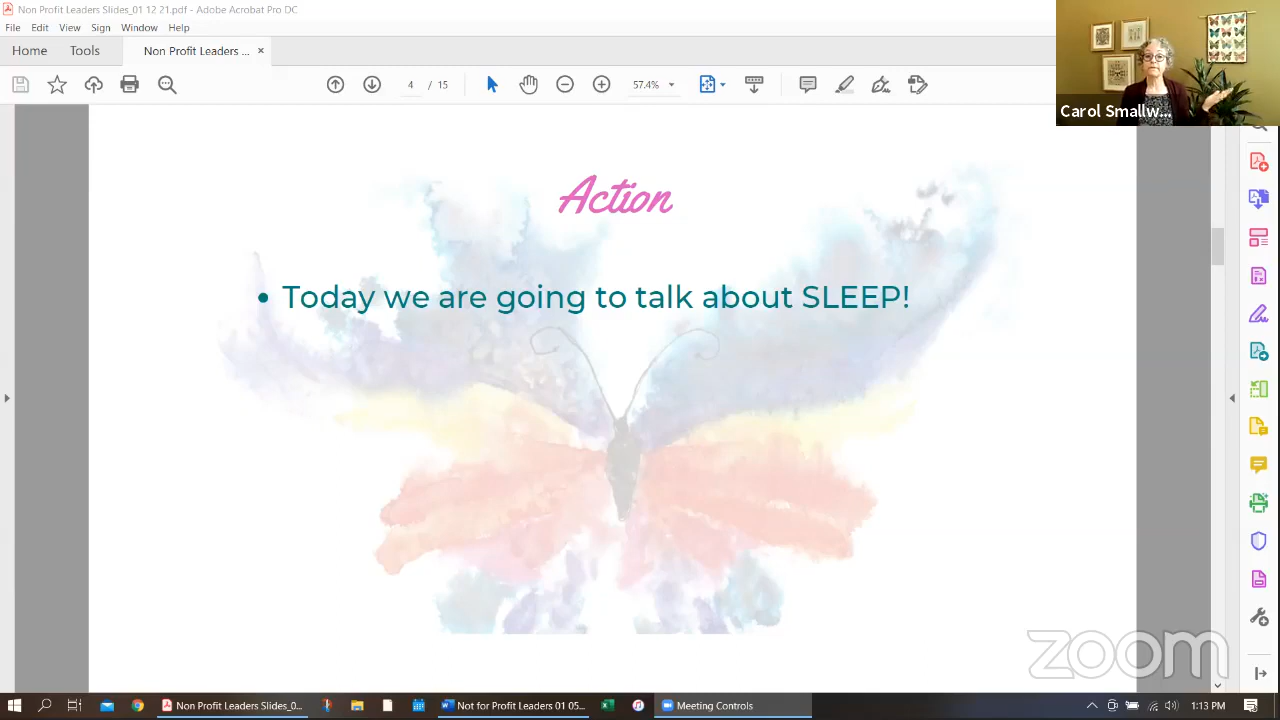 Non Profit Leaders Slides_01 12 21.pdf - Adobe Acrobat Pro DC
File Edit View Sign Window Help
Home Tools Non Profit Leaders ... ×
4 / 15 57.4%
Carol Smallw...
Action
• Today we are going to talk about SLEEP!
zoom
Non Profit Leaders Slides_0... Not for Profit Leaders 01 05... Meeting Controls 1:13 PM